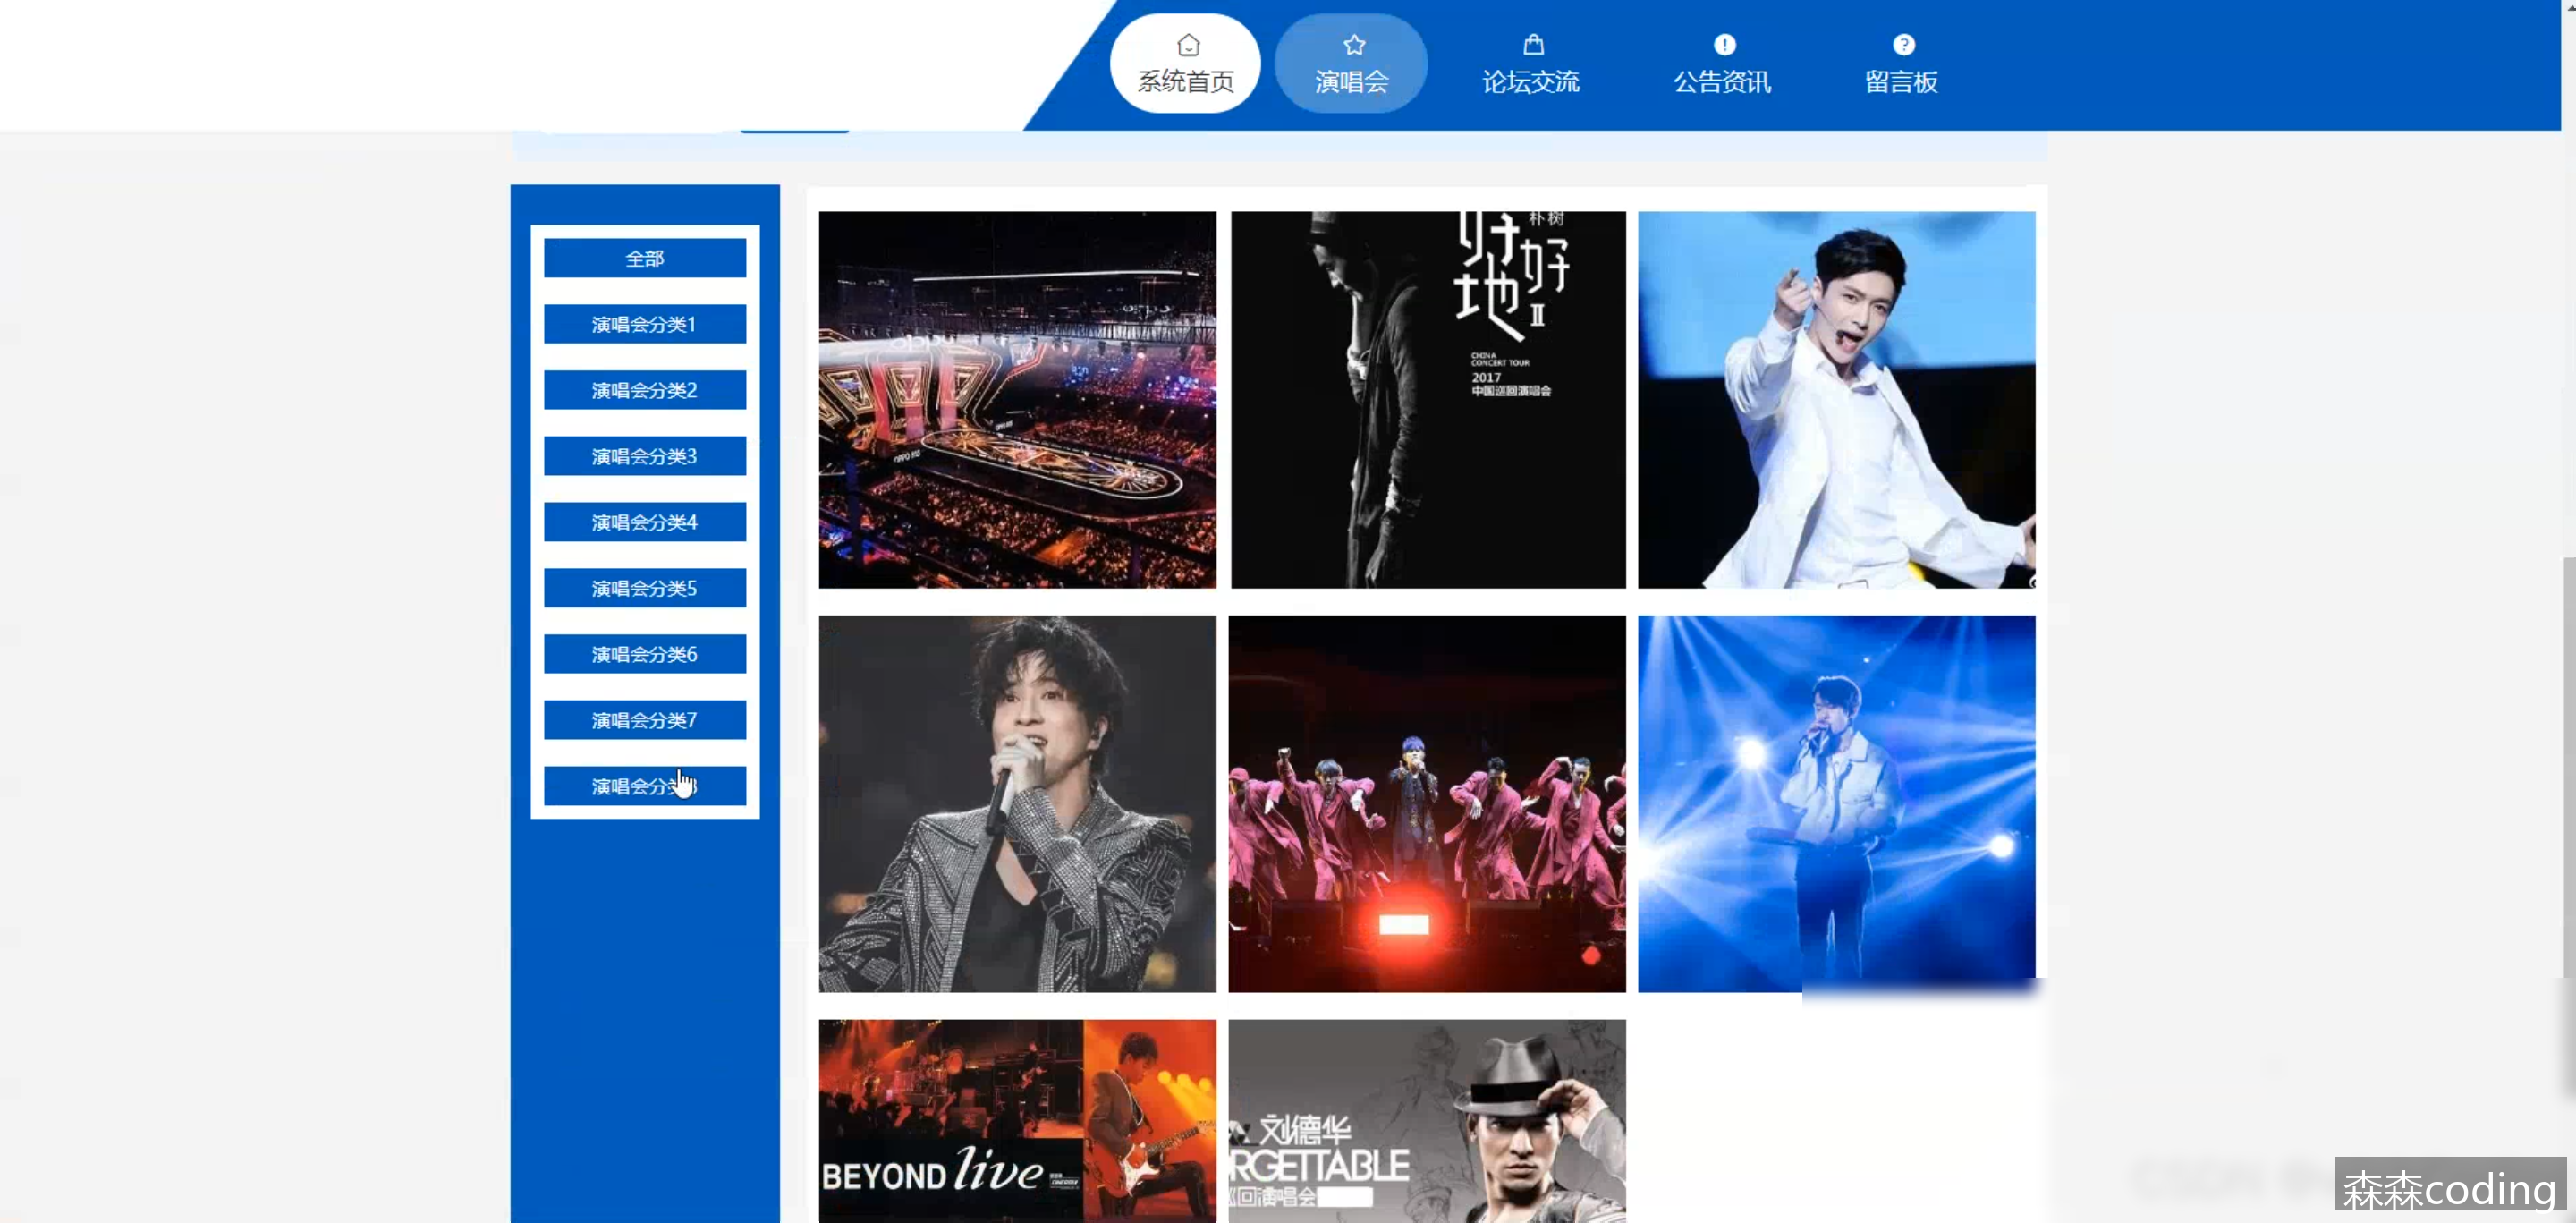 系统首页
演唱会
论坛交流
公告资讯
留言板
全部
演唱会分类1
演唱会分类2
演唱会分类3
演唱会分类4
演唱会分类5
演唱会分类6
演唱会分类7
演唱会分
朴树
好好地
II
CHINA
CONCERT TOUR
2017
中国巡回演唱会
BEYOND live
刘德华
RGETTABLE
回演唱会
森森coding